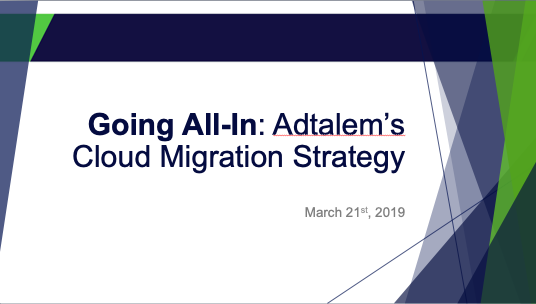 Going All-In: Adtalem’s
Cloud Migration Strategy
March 21st, 2019